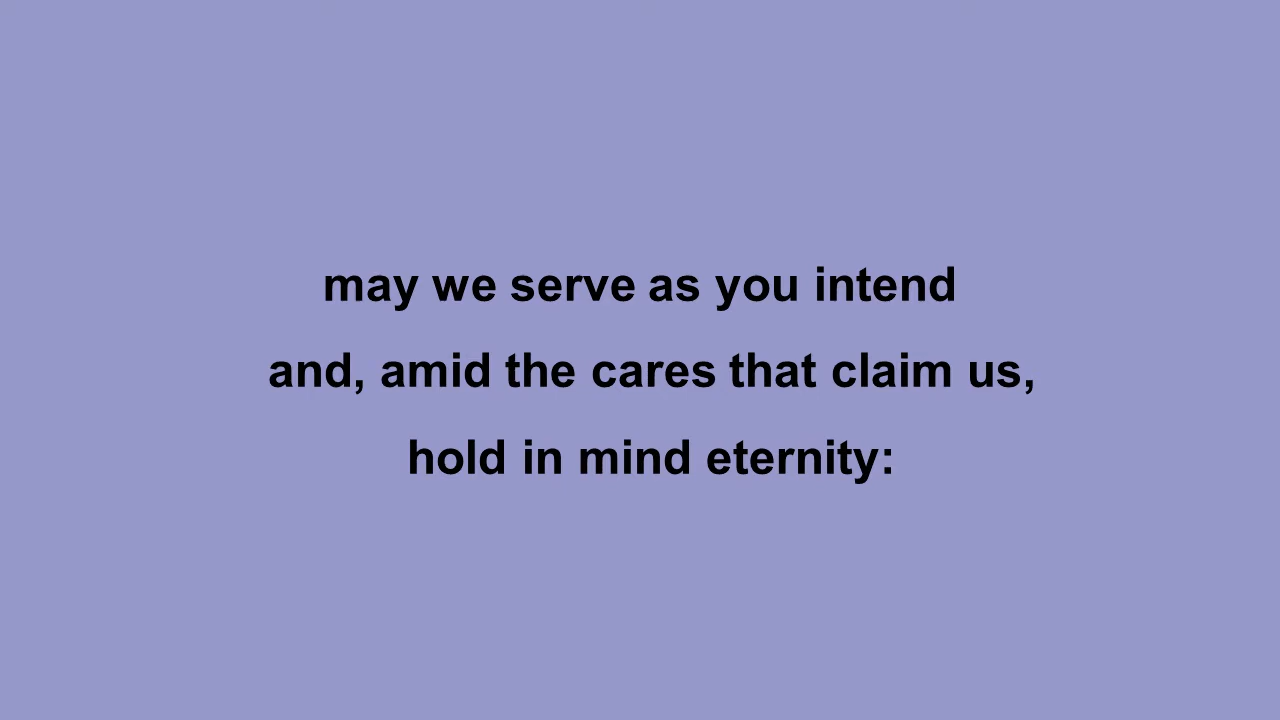 may we serve as you intend
and, amid the cares that claim us,
hold in mind eternity: